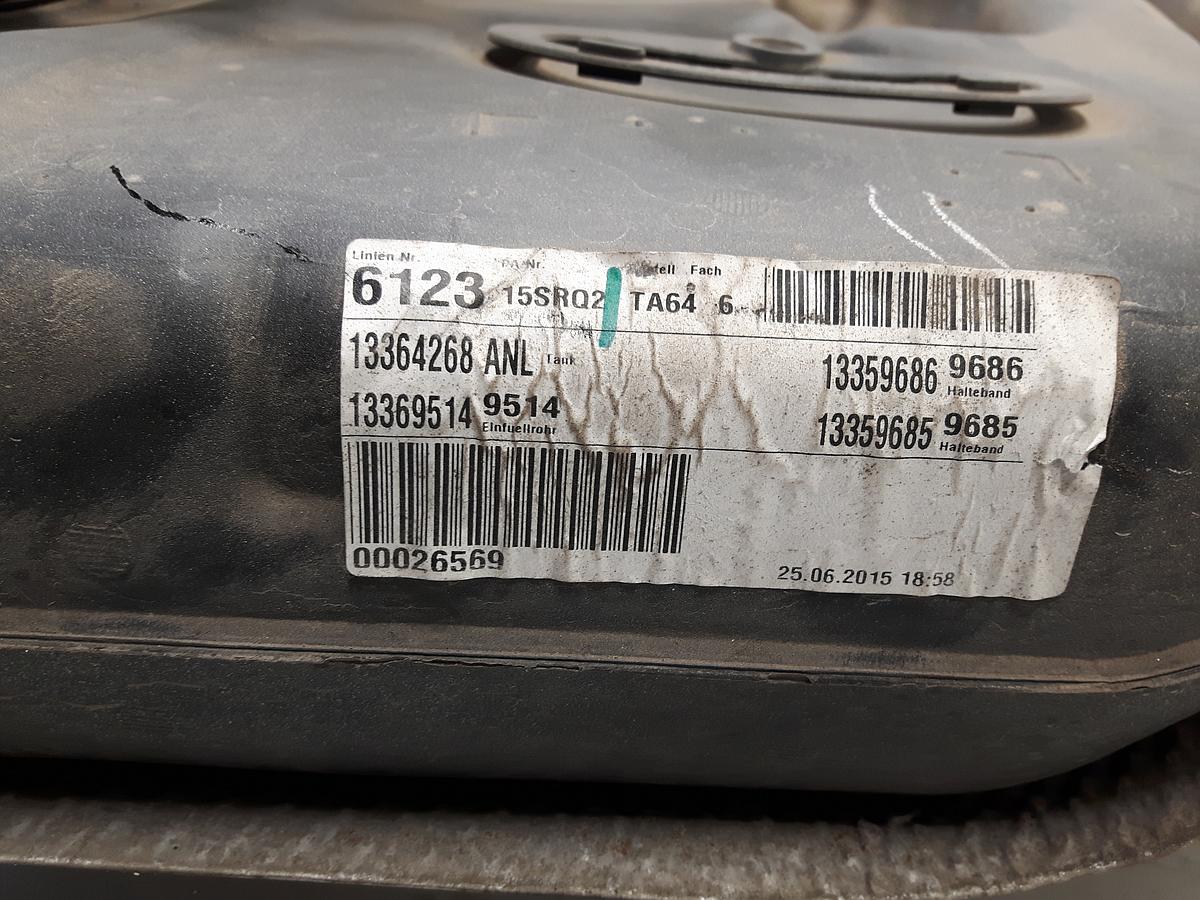 Linien Nr. Fach
6123 15SRQ2 TA64 6
13364268 ANL Tank 13359686 9686 Halteband
13369514 9514 Einfuellrohr 13359685 9685 Halteband
00026569
25.06.2015 18:58